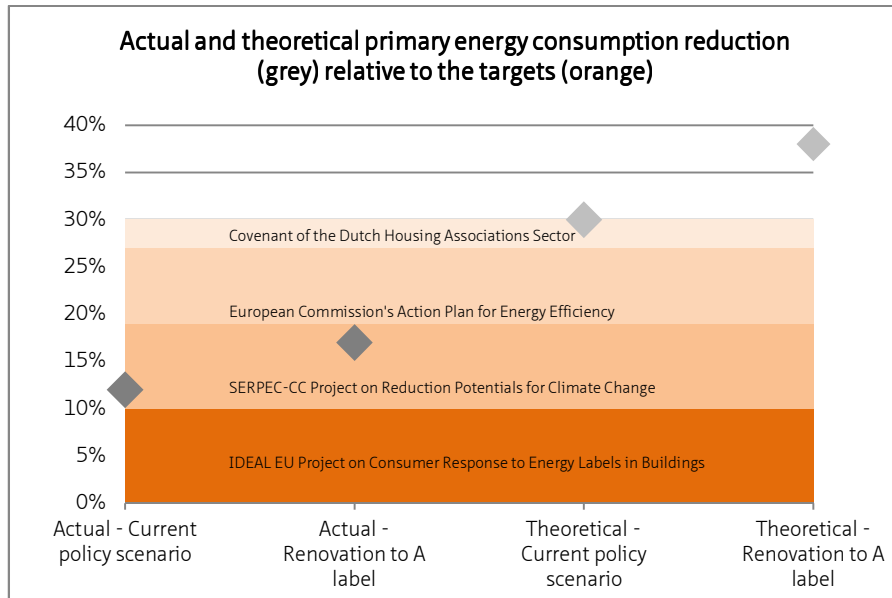 Actual and theoretical primary energy consumption reduction
(grey) relative to the targets (orange)
40%
35%
30%
Covenant of the Dutch Housing Associations Sector
25%
20%
European Commission's Action Plan for Energy Efficiency
15%
SERPEC-CC Project on Reduction Potentials for Climate Change
10%
5%
IDEAL EU Project on Consumer Response to Energy Labels in Buildings
0%
Actual - Current
policy scenario
Actual -
Renovation to A
label
Theoretical -
Current policy
scenario
Theoretical -
Renovation to A
label